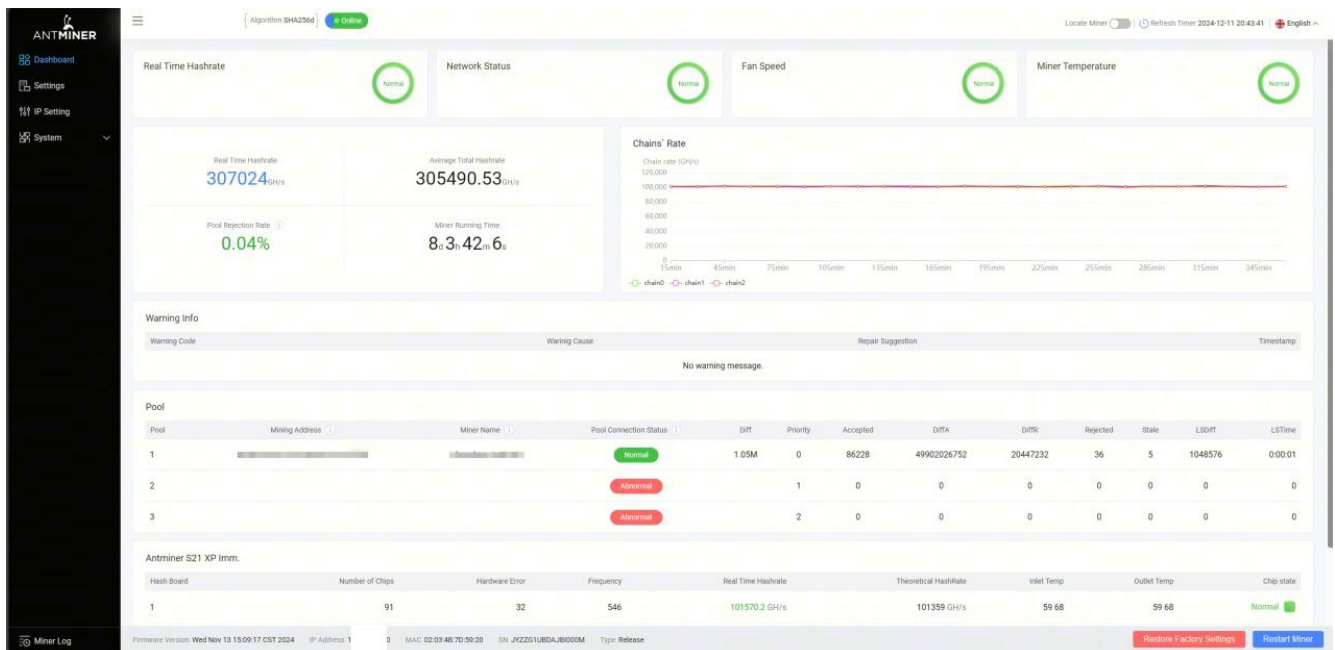 ANTMINER
Algorithm SHA256d
Online
Locate Miner
Refresh Timer 2024-12-11 20:43:41
English
Dashboard
Settings
IP Setting
System
Real Time Hashrate
Normal
Network Status
Normal
Fan Speed
Normal
Miner Temperature
Normal
Real Time Hashrate
307024GH/s
Average Total Hashrate
305490.53GH/s
Pool Rejection Rate
0.04%
Miner Running Time
8d 3h 42m 6s
Chains` Rate
Chain rate (GH/s)
120,000
100,000
80,000
60,000
40,000
20,000
0
15min 45min 75min 105min 135min 165min 195min 225min 255min 285min 315min 345min
chain0 chain1 chain2
Warning Info
Warning Code Warinig Cause Repair Suggestion Timestamp
No warning message.
Pool
Pool Mining Address Miner Name Pool Connection Status Diff Priority Accepted DiffA DiffR Rejected Stale LSDiff LSTime
1 Normal 1.05M 0 86228 49902026752 20447232 36 5 1048576 0:00:01
2 Abnormal 1 0 0 0 0 0 0 0
3 Abnormal 2 0 0 0 0 0 0 0
Antminer S21 XP Imm.
Hash Board Number of Chips Hardware Error Frequency Real Time Hashrate Theoretical HashRate Inlet Temp Outlet Temp Chip state
1 91 32 546 101570.2 GH/s 101359 GH/s 59 68 59 68 Normal
Miner Log
Firmware Version Wed Nov 13 15:09:17 CST 2024 IP Address 1 0 MAC 02:03:4B:7D:59:20 SN JYZZG1UBDAJBI000M Type Release
Restore Factory Settings
Restart Miner